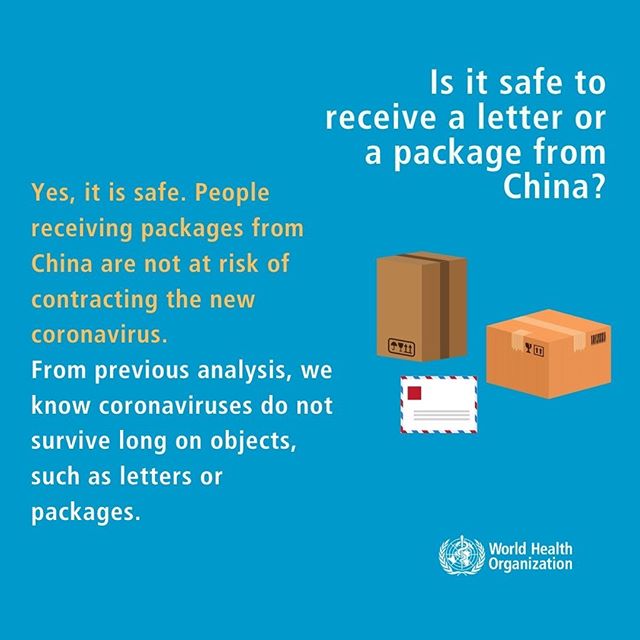 Is it safe to
receive a letter or
a package from
China?
Yes, it is safe. People
receiving packages from
China are not at risk of
contracting the new
coronavirus.
From previous analysis, we
know coronaviruses do not
survive long on objects,
such as letters or
packages.
World Health
Organization